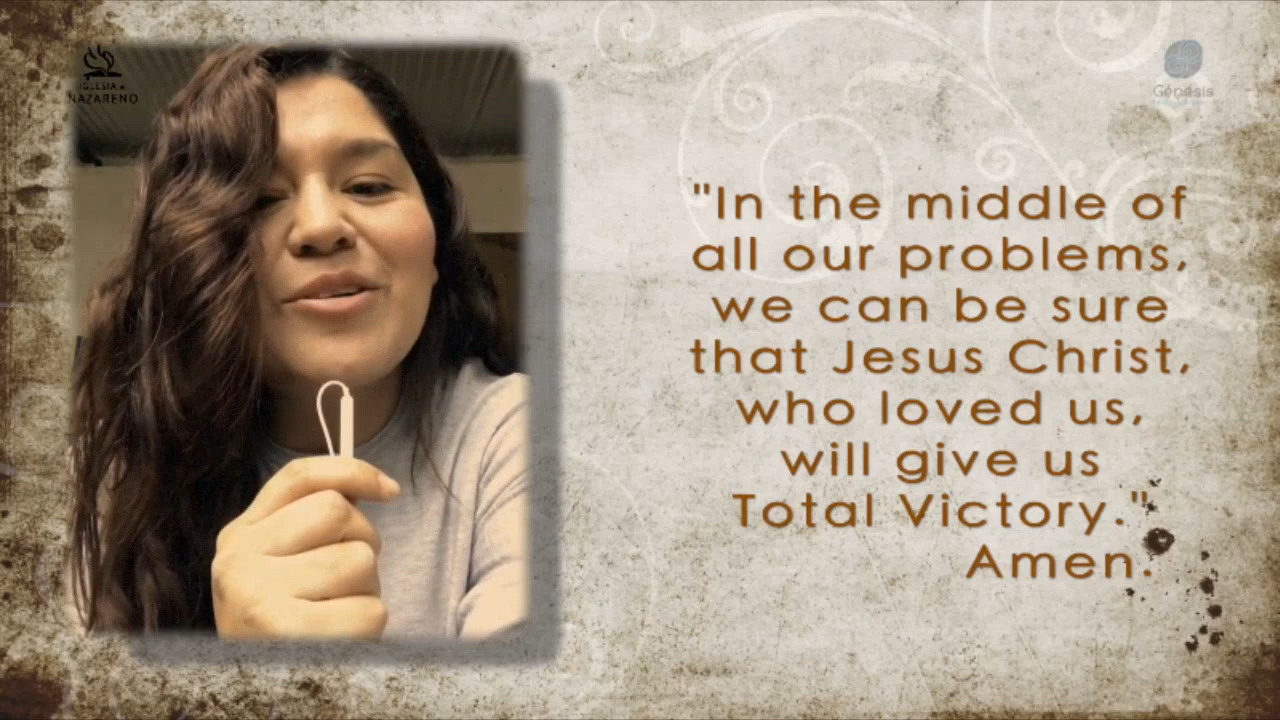 IGLESIA del
NAZARENO
Génesis
"In the middle of
all our problems,
we can be sure
that Jesus Christ,
who loved us,
will give us
Total Victory."
Amen.